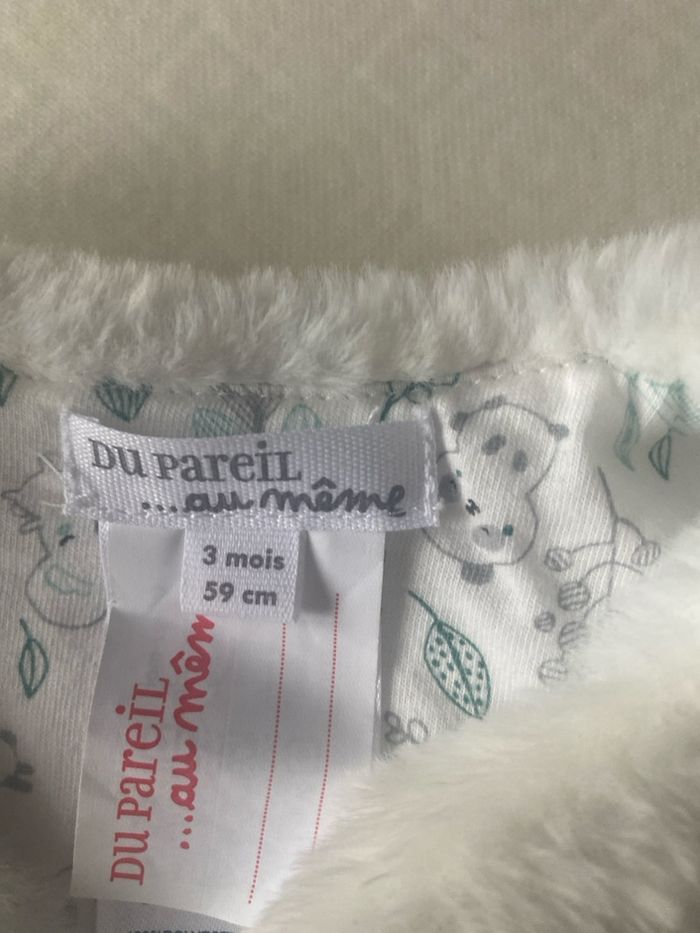 DU PAREIL
...au même
3 mois
59 cm
DU PAREIL
...au mêm